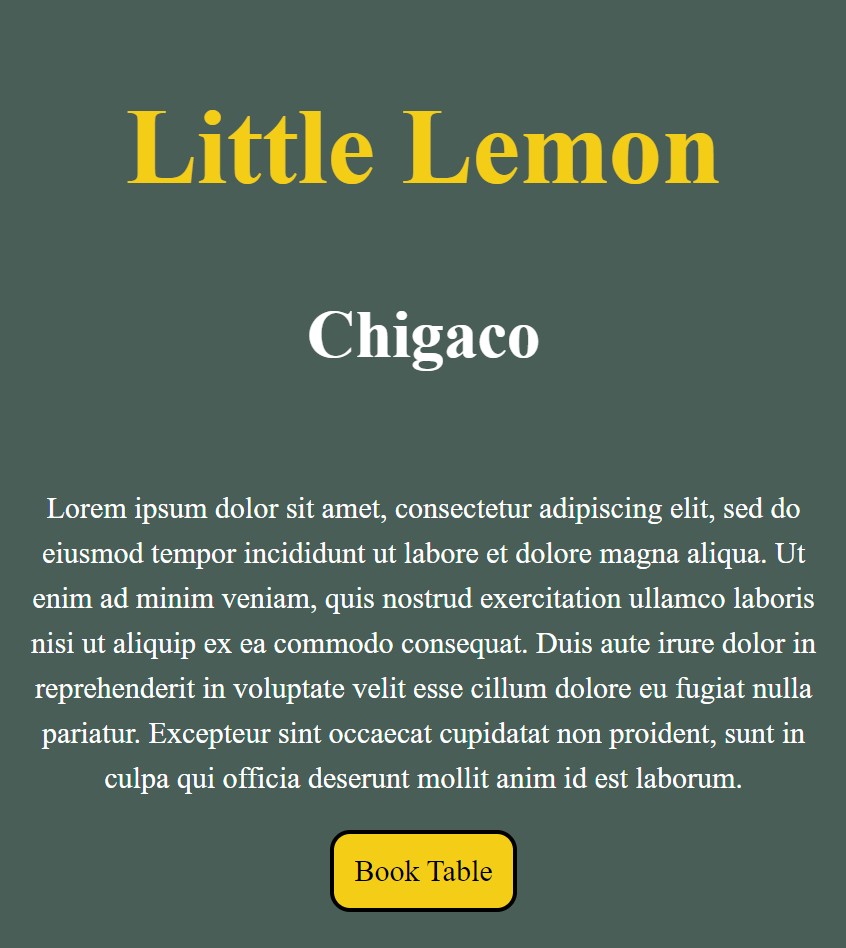 Little Lemon
Chigaco
Lorem ipsum dolor sit amet, consectetur adipiscing elit, sed do
eiusmod tempor incididunt ut labore et dolore magna aliqua. Ut
enim ad minim veniam, quis nostrud exercitation ullamco laboris
nisi ut aliquip ex ea commodo consequat. Duis aute irure dolor in
reprehenderit in voluptate velit esse cillum dolore eu fugiat nulla
pariatur. Excepteur sint occaecat cupidatat non proident, sunt in
culpa qui officia deserunt mollit anim id est laborum.
Book Table